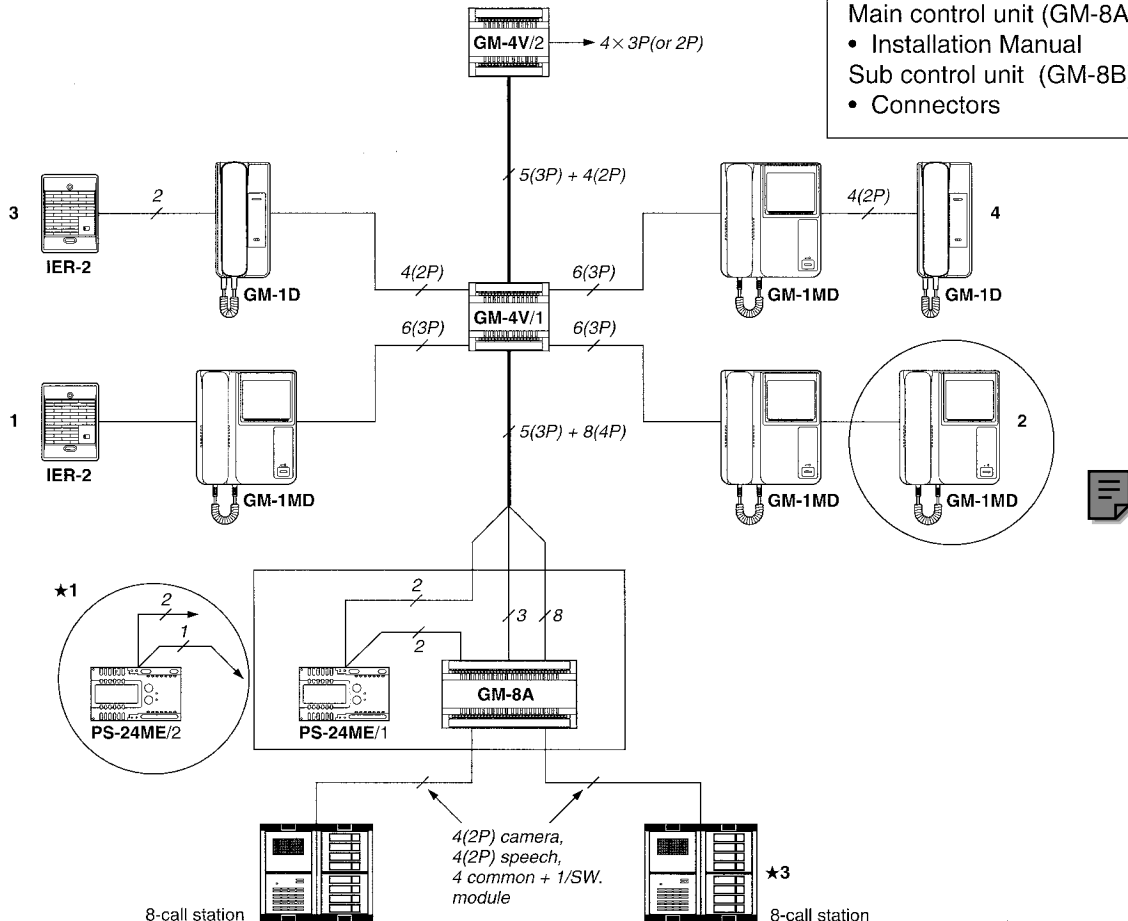 Main control unit (GM-8A
• Installation Manual
Sub control unit (GM-8B
• Connectors
GM-4V/2
4× 3P(or 2P)
5(3P) + 4(2P)
3
2
IER-2
GM-1D
4(2P)
6(3P)
GM-1MD
4(2P)
4
GM-1D
GM-4V/1
6(3P)
6(3P)
1
IER-2
GM-1MD
5(3P) + 8(4P)
GM-1MD
2
GM-1MD
★1
2
1
PS-24ME/2
2
2
3
8
PS-24ME/1
GM-8A
4(2P) camera,
4(2P) speech,
4 common + 1/SW.
module
★3
8-call station
8-call station